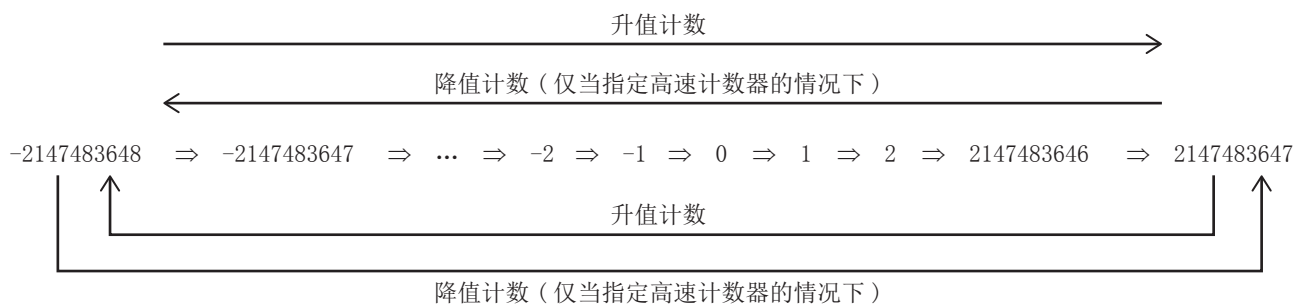 升值计数
降值计数（仅当指定高速计数器的情况下）
-2147483648 ⇒ -2147483647 ⇒ … ⇒ -2 ⇒ -1 ⇒ 0 ⇒ 1 ⇒ 2 ⇒ 2147483646 ⇒ 2147483647
升值计数
降值计数（仅当指定高速计数器的情况下）